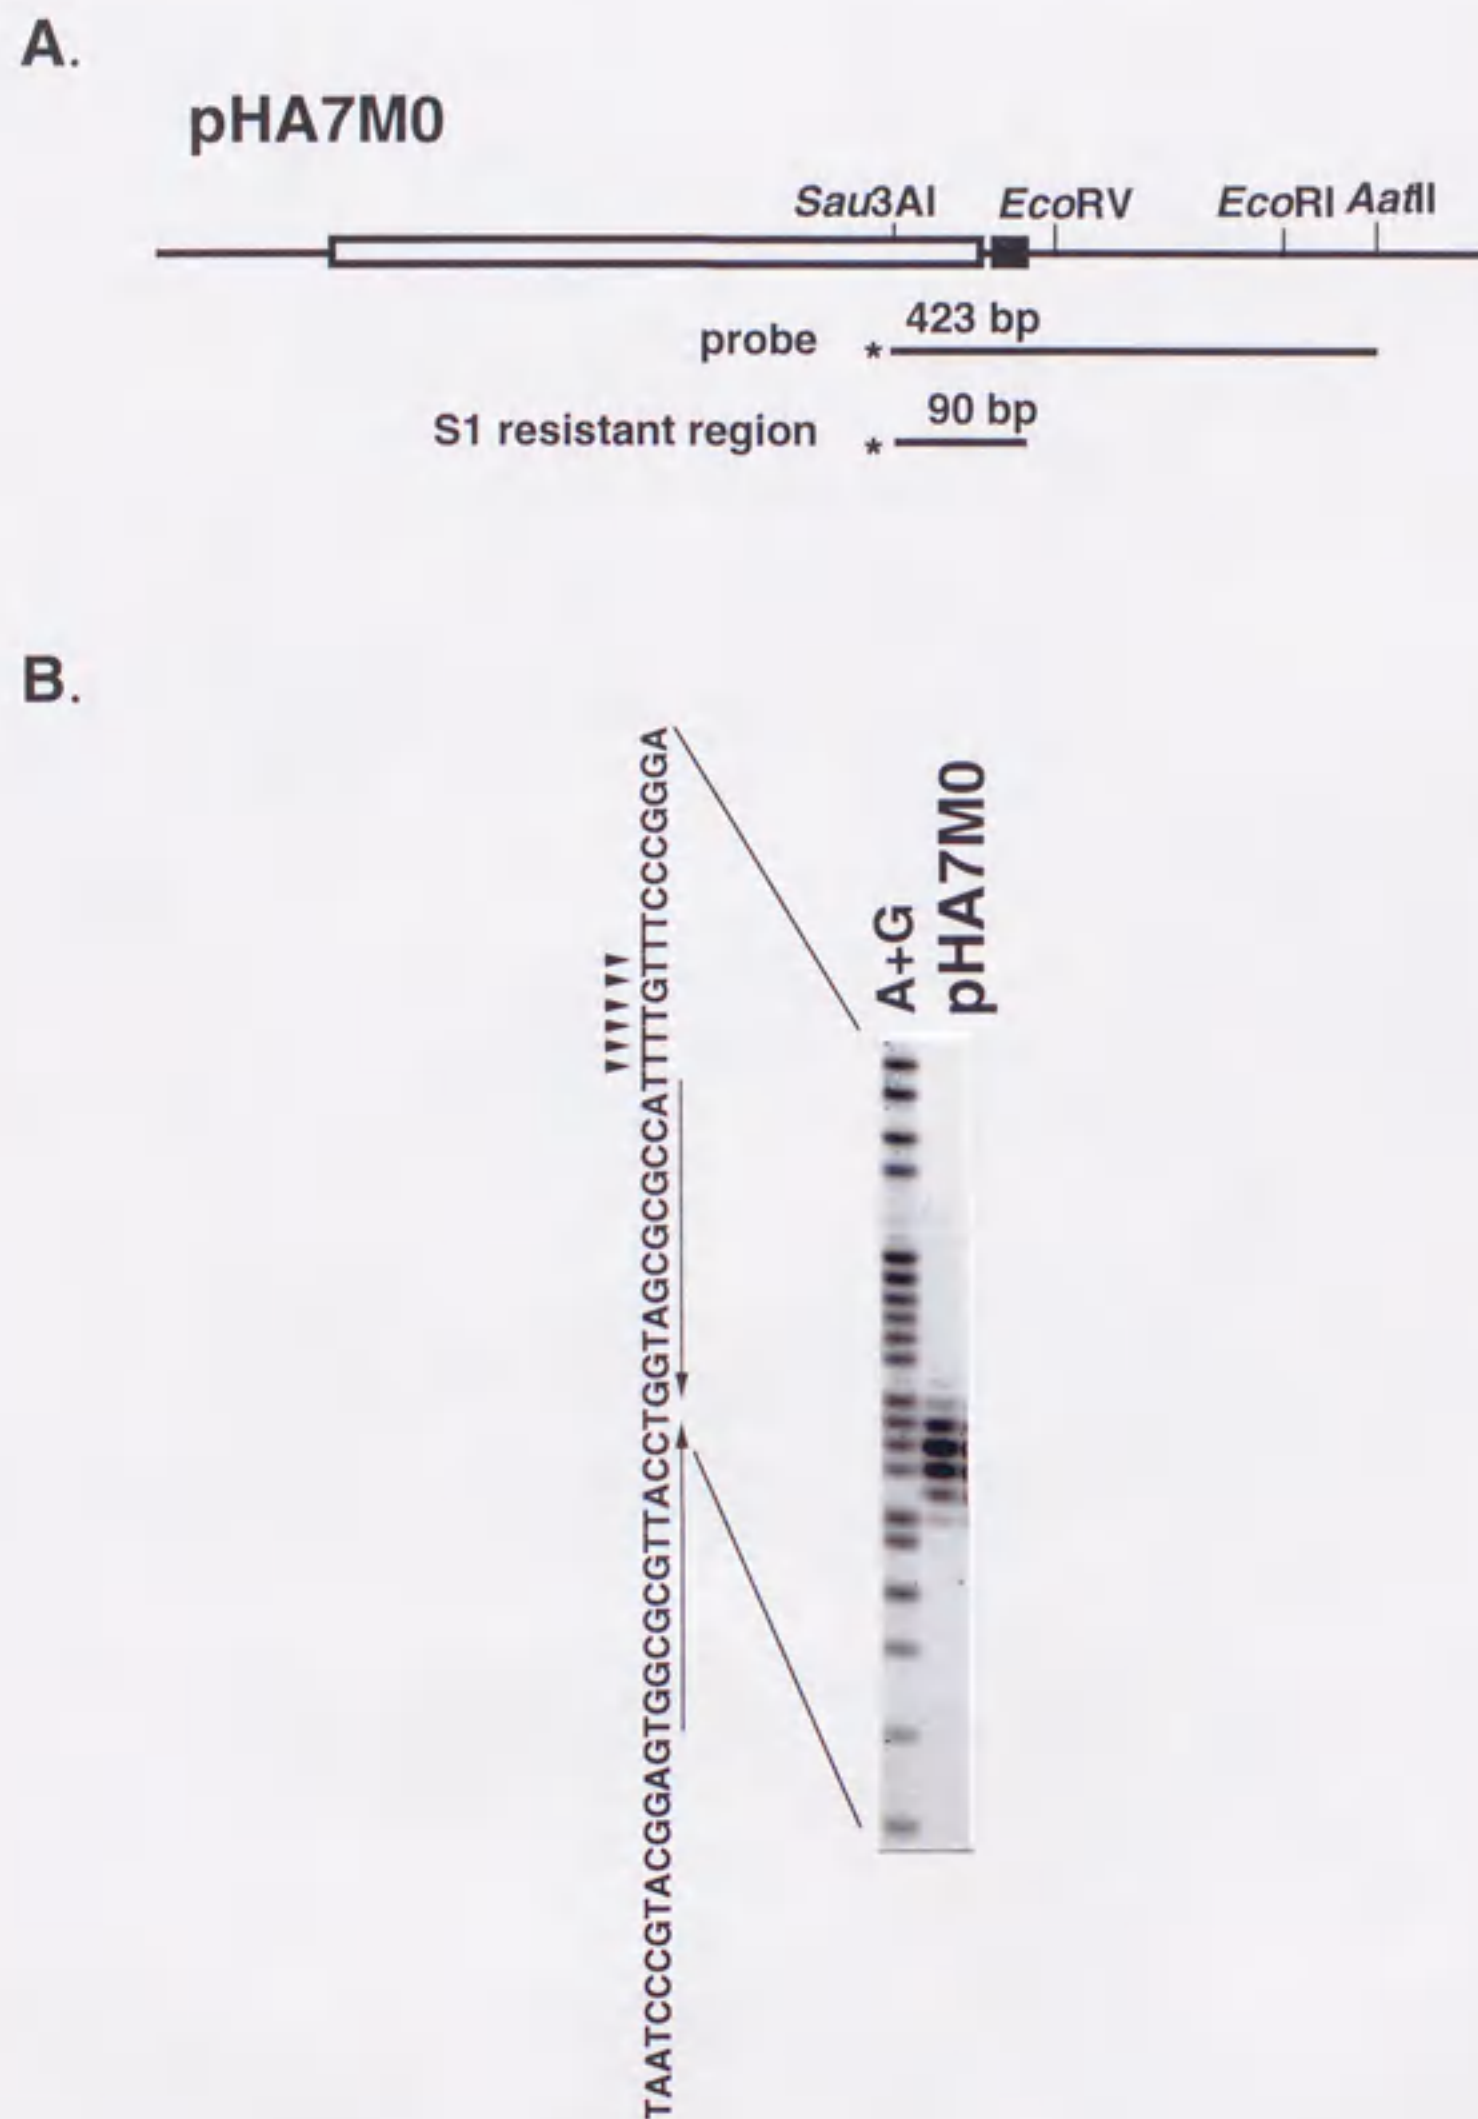 A.
pHA7M0
Sau3AI EcoRV EcoRI AatII
423 bp
probe *
90 bp
S1 resistant region *
B.
TAATCCCGTACGGAGTGGCGCGTTACCTGGTAGCGCGCCATTTTGTTTCCCGGGA
A+G
pHA7M0